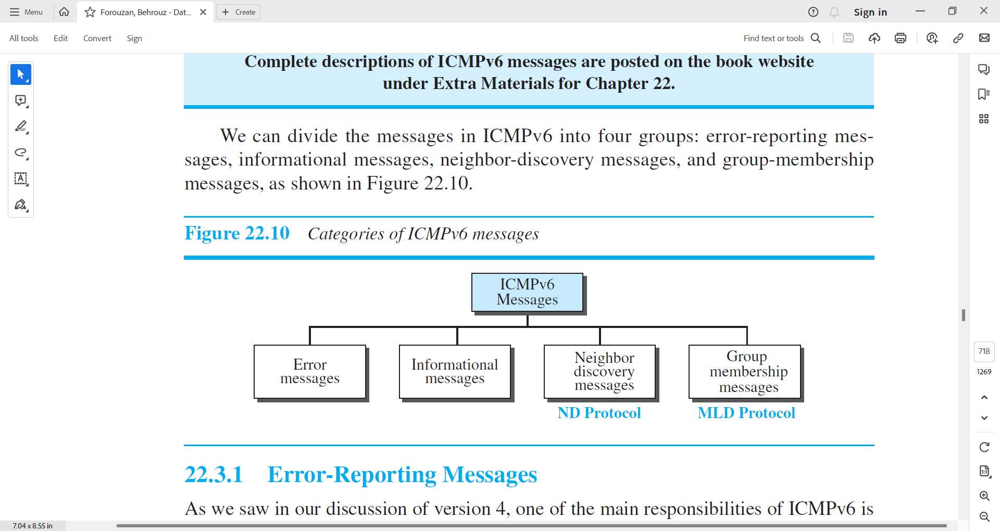 Menu
Forouzan, Behrouz - Dat...
Create
Sign in
All tools
Edit
Convert
Sign
Find text or tools
Complete descriptions of ICMPv6 messages are posted on the book website
under Extra Materials for Chapter 22.
We can divide the messages in ICMPv6 into four groups: error-reporting mes-
sages, informational messages, neighbor-discovery messages, and group-membership
messages, as shown in Figure 22.10.
Figure 22.10 Categories of ICMPv6 messages
ICMPv6
Messages
Error
messages
Informational
messages
Neighbor
discovery
messages
Group
membership
messages
ND Protocol
MLD Protocol
22.3.1 Error-Reporting Messages
As we saw in our discussion of version 4, one of the main responsibilities of ICMPv6 is
718
1269
1:1
7.04 x 8.55 in